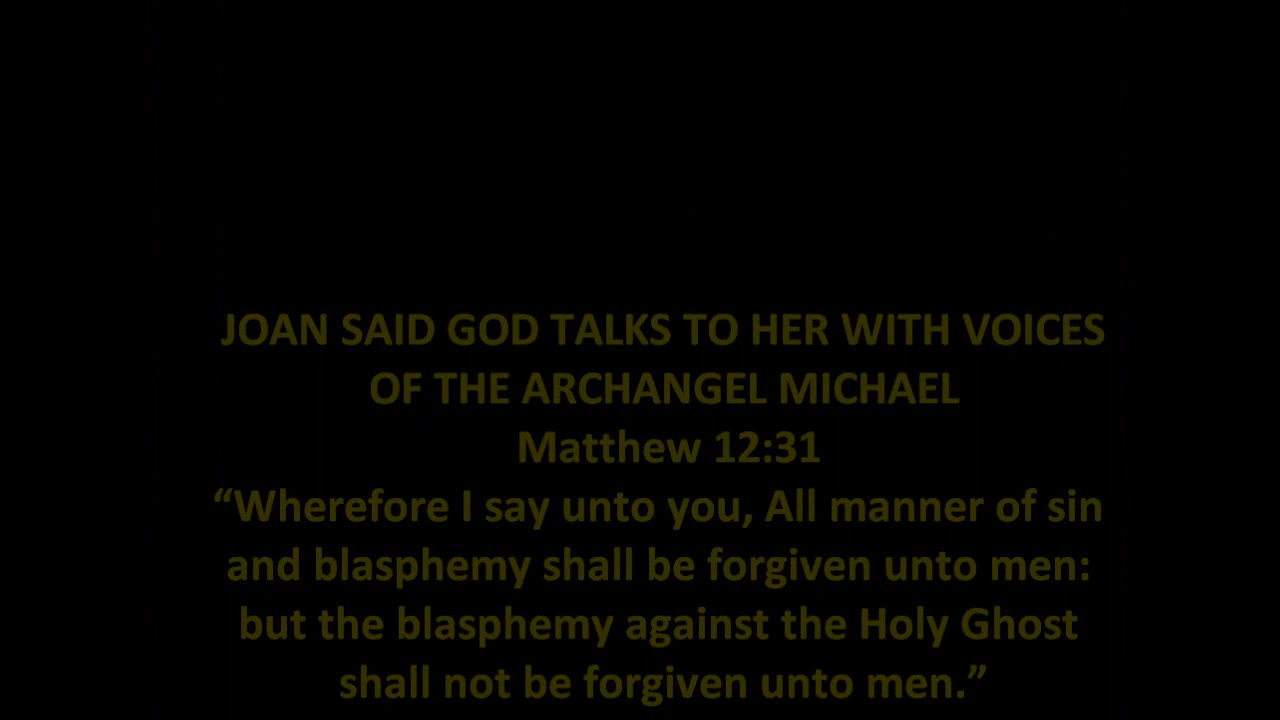 JOAN SAID GOD TALKS TO HER WITH VOICES
OF THE ARCHANGEL MICHAEL
Matthew 12:31
“Wherefore I say unto you, All manner of sin
and blasphemy shall be forgiven unto men:
but the blasphemy against the Holy Ghost
shall not be forgiven unto men.”